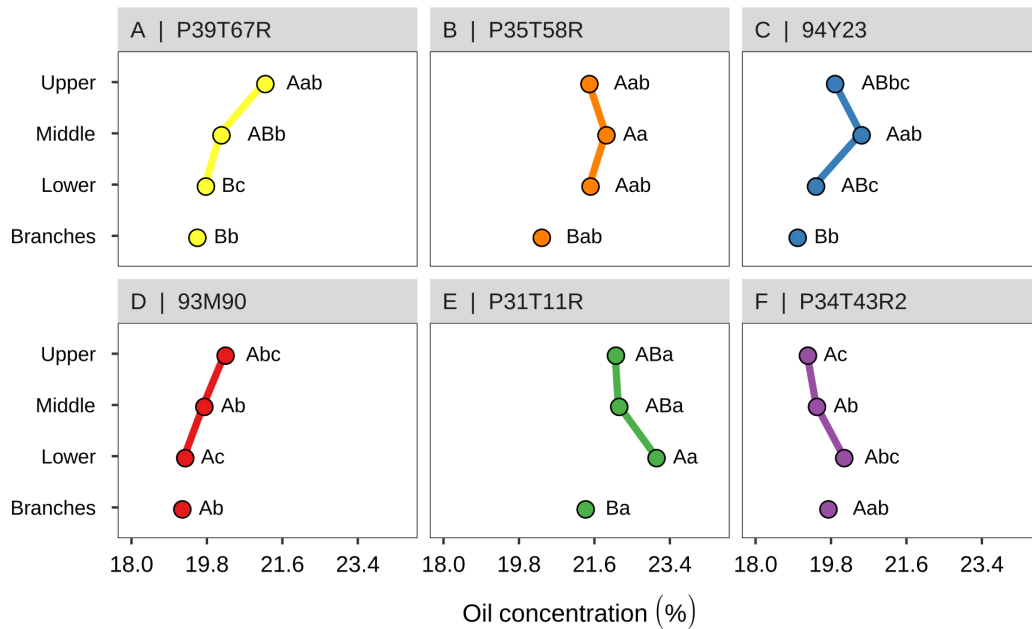 A | P39T67R
B | P35T58R
C | 94Y23
Upper
Aab
Aab
ABbc
Middle
ABb
Aa
Aab
Lower
Bc
Aab
ABc
Branches
Bb
Bab
Bb
D | 93M90
E | P31T11R
F | P34T43R2
Upper
Abc
ABa
Ac
Middle
Ab
ABa
Ab
Lower
Ac
Aa
Abc
Branches
Ab
Ba
Aab
18.0 19.8 21.6 23.4
18.0 19.8 21.6 23.4
18.0 19.8 21.6 23.4
Oil concentration (%)